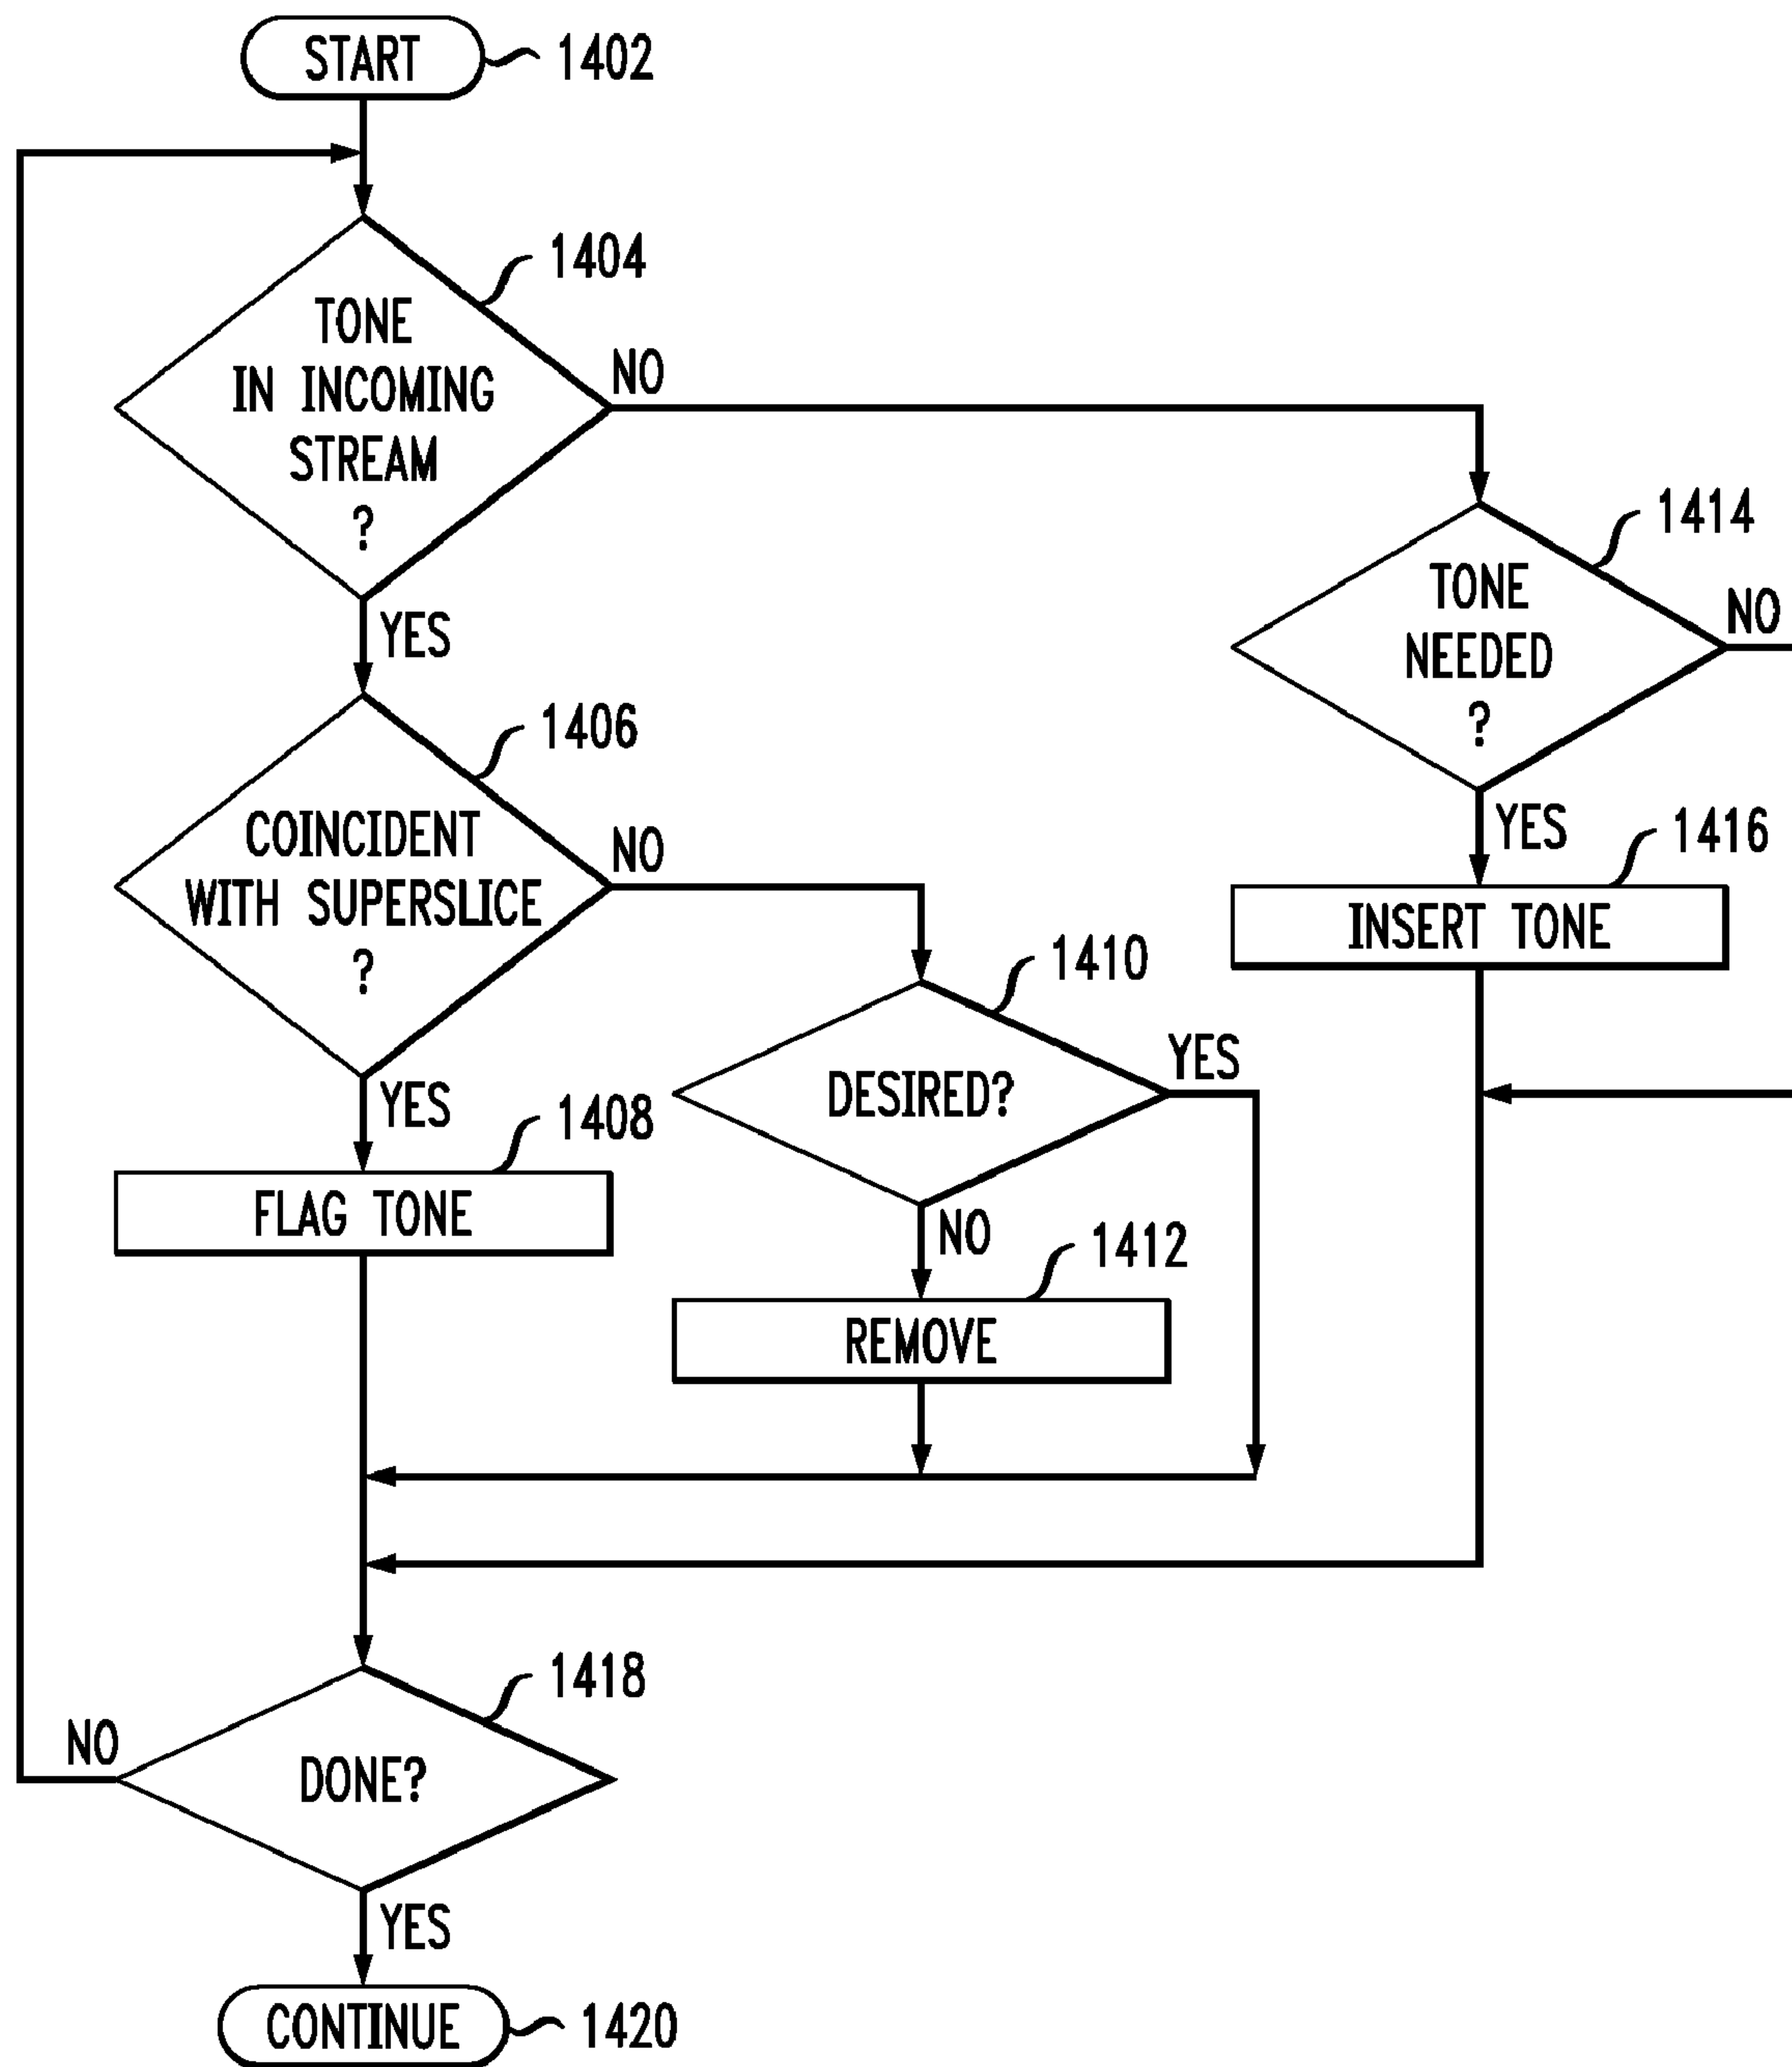 START
1402
1404
TONE
IN INCOMING
STREAM
?
NO
YES
1414
TONE
NEEDED
?
NO
YES
1406
COINCIDENT
WITH SUPERSLICE
?
NO
YES
1416
INSERT TONE
1410
DESIRED?
YES
NO
1408
FLAG TONE
1412
REMOVE
1418
DONE?
NO
YES
CONTINUE
1420